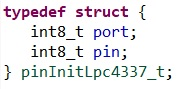 typedef struct {
   int8_t port;
   int8_t pin;
} pinInitLpc4337_t;